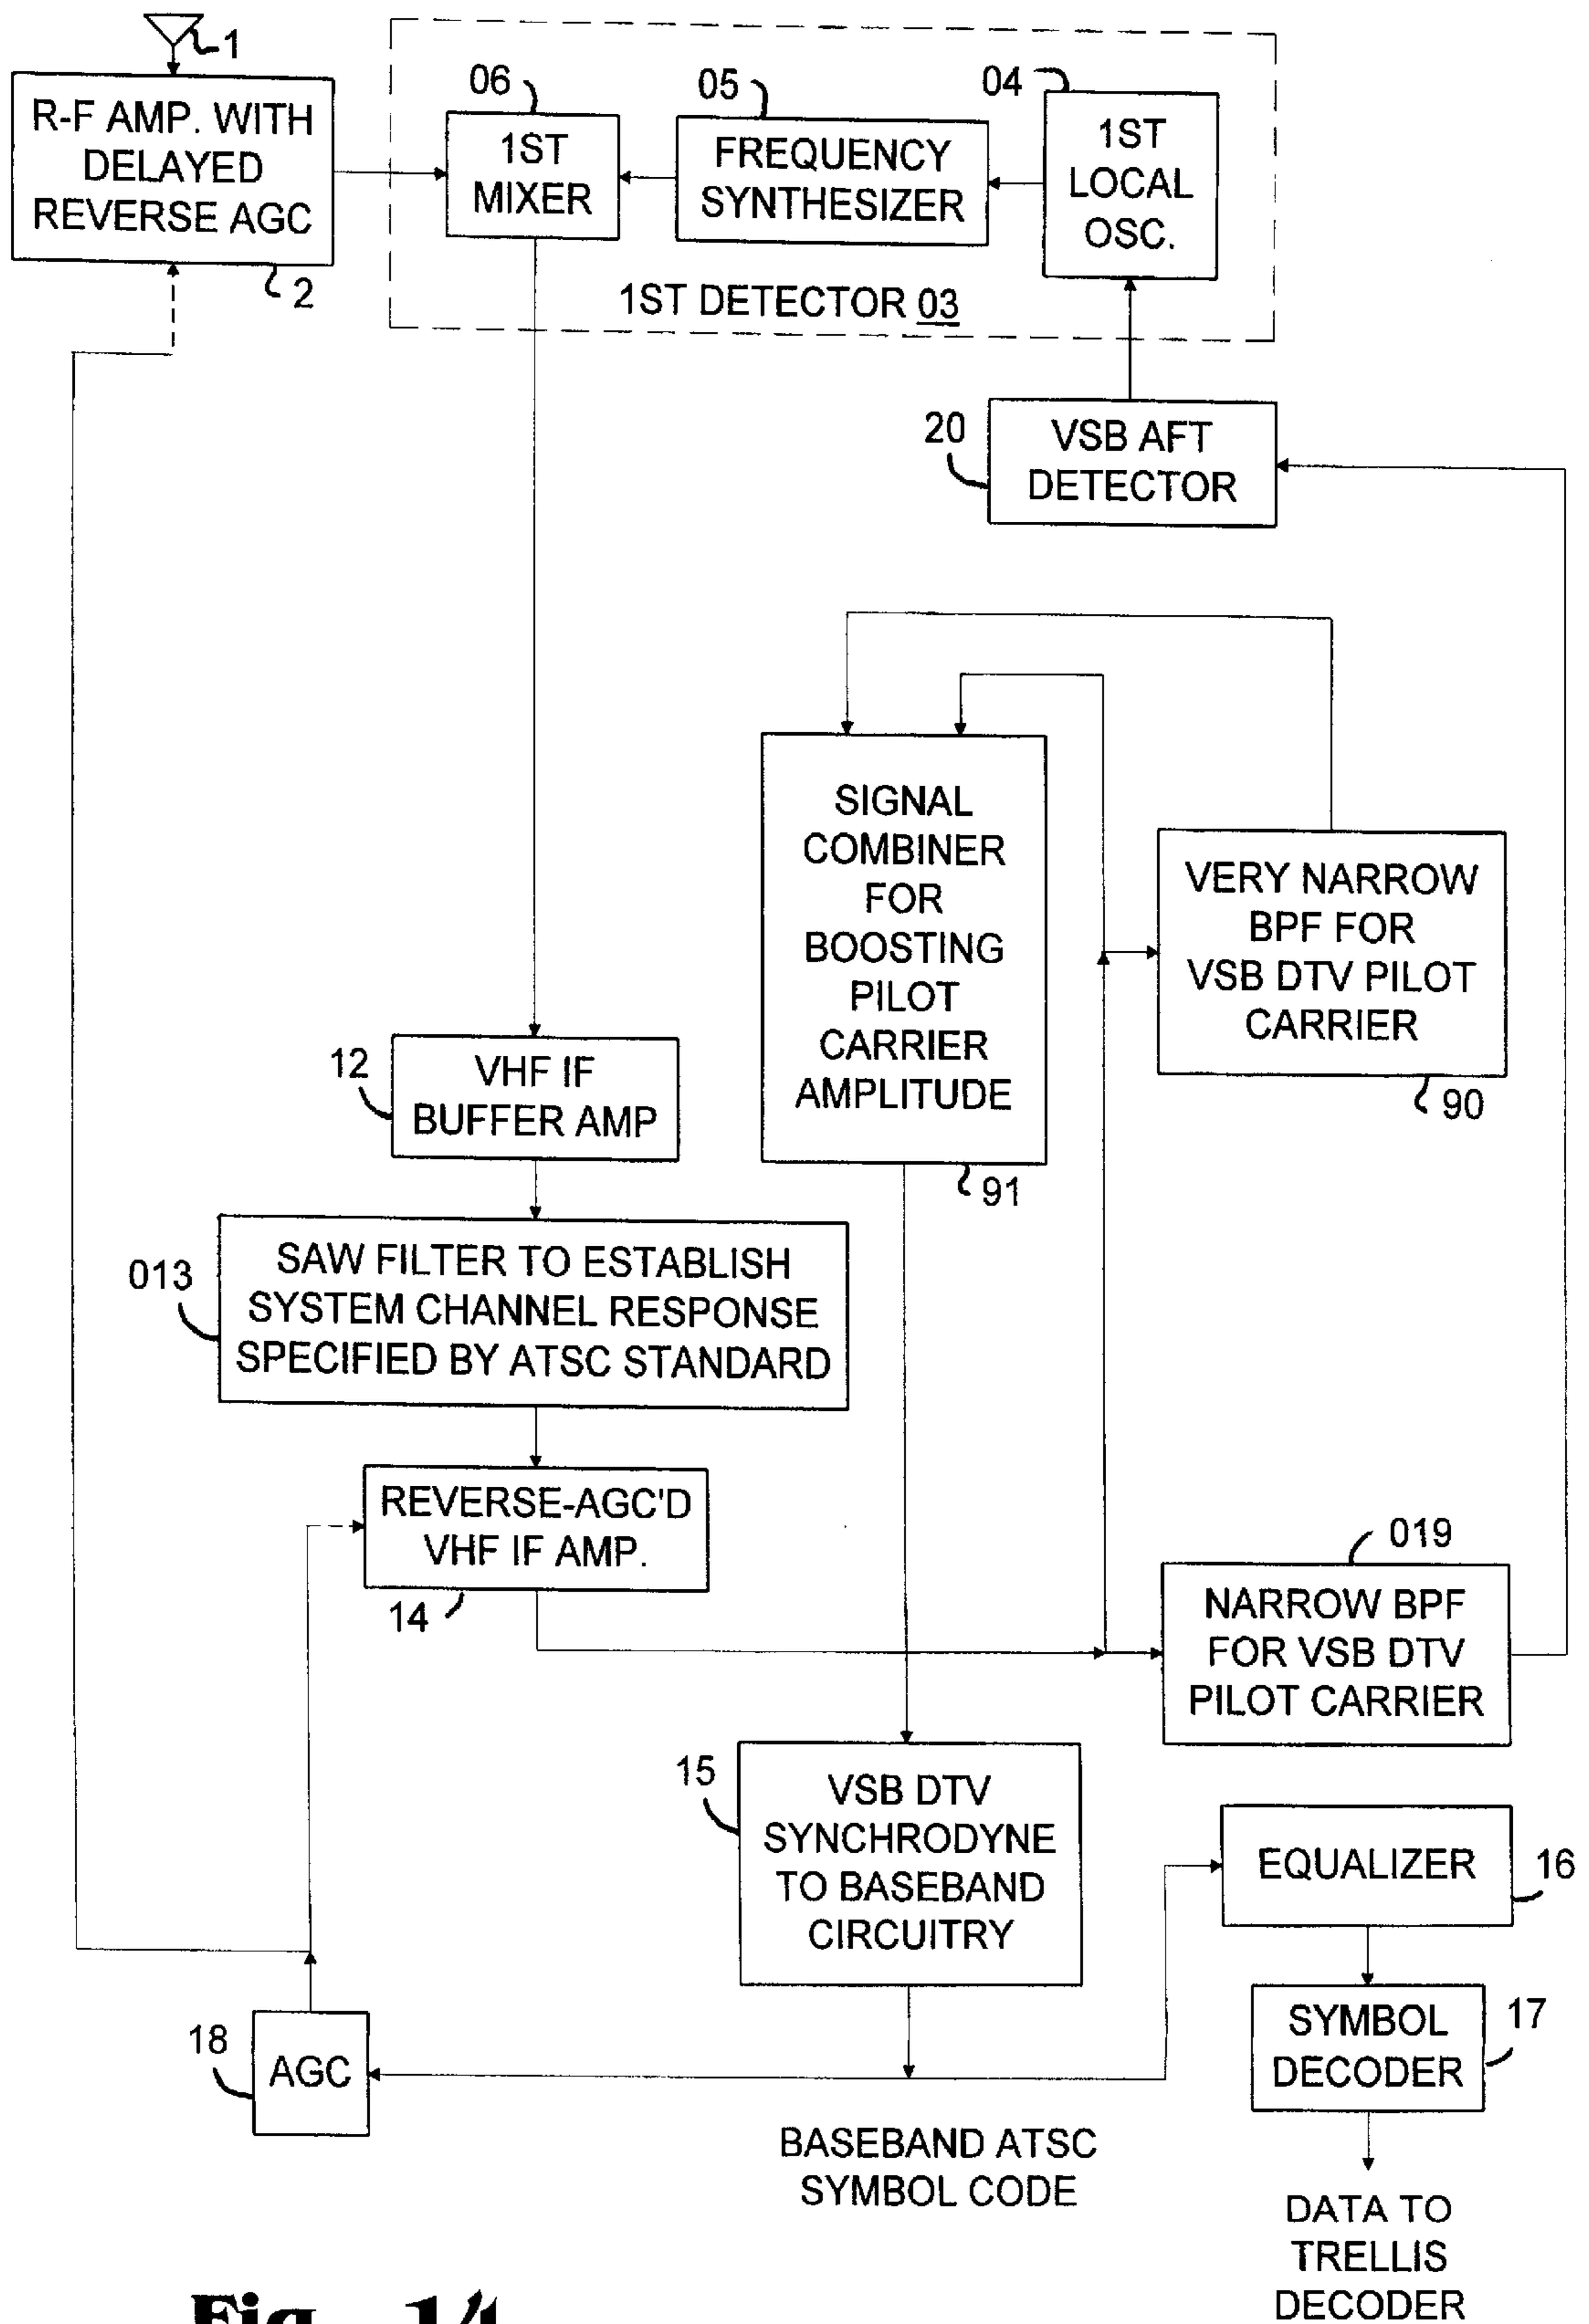 1
R-F AMP. WITH
DELAYED
REVERSE AGC
2
06
1ST
MIXER
05
FREQUENCY
SYNTHESIZER
04
1ST
LOCAL
OSC.
1ST DETECTOR 03
20
VSB AFT
DETECTOR
SIGNAL
COMBINER
FOR
BOOSTING
PILOT
CARRIER
AMPLITUDE
91
VERY NARROW
BPF FOR
VSB DTV PILOT
CARRIER
90
12
VHF IF
BUFFER AMP
013
SAW FILTER TO ESTABLISH
SYSTEM CHANNEL RESPONSE
SPECIFIED BY ATSC STANDARD
REVERSE-AGC'D
VHF IF AMP.
14
019
NARROW BPF
FOR VSB DTV
PILOT CARRIER
15
VSB DTV
SYNCHRODYNE
TO BASEBAND
CIRCUITRY
EQUALIZER
16
SYMBOL
DECODER
17
18
AGC
BASEBAND ATSC
SYMBOL CODE
DATA TO
TRELLIS
DECODER
Fig. 14